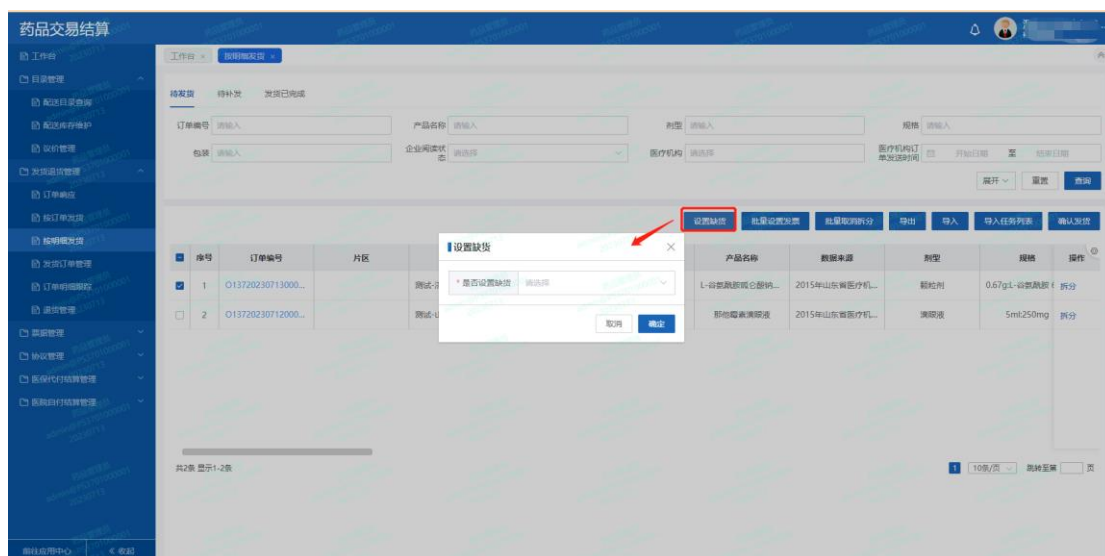 药品交易结算
工作台
目录管理
配送目录查询
配送库存维护
议价管理
发货退货管理
订单响应
按订单发货
按明细发货
发货订单管理
订单明细跟踪
退货管理
票据管理
协议管理
医保代付结算管理
医院自付结算管理
前往应用中心 《 收起
工作台 × 按明细发货 ×
待发货 待补发 发货已完成
订单编号 请输入 产品名称 请输入 剂型 请输入 规格 请输入
包装 请输入 企业阅读状态 请选择 医疗机构 请选择 医疗机构订单发送时间 开始日期 至 结束日期
展开 重置 查询
设置缺货 批量设置发票 批量取消拆分 导出 导入 导入任务列表 确认发货
序号 订单编号 片区 产品名称 数据来源 剂型 规格 操作
1 O13720230713000... 测试- L-谷氨酰胺呱仑酸钠... 2015年山东省医疗机... 颗粒剂 0.67g:L-谷氨酰胺 拆分
2 O13720230712000... 测试- 那他霉素滴眼液 2015年山东省医疗机... 滴眼液 5ml:250mg 拆分
设置缺货 ×
* 是否设置缺货 请选择
取消 确定
共2条 显示1-2条 1 10条/页 跳转至第 页